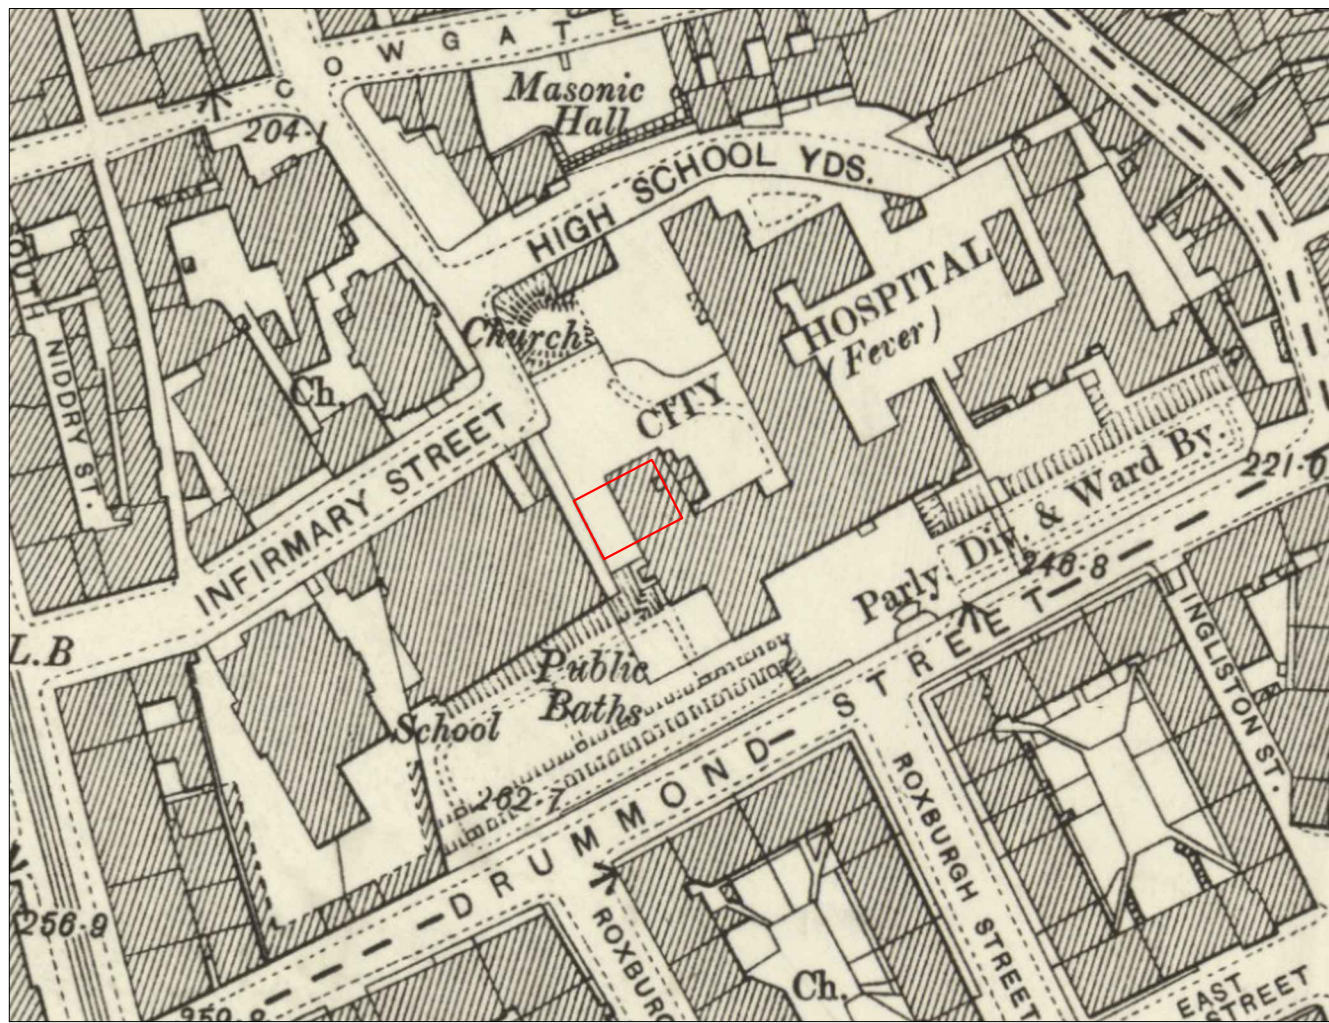 COWGATE
Masonic
Hall
204·1
HIGH SCHOOL YDS.
HOSPITAL
(Fever)
Church
CITY
Ch.
NIDDRY ST.
INFIRMARY STREET
221·0
Parly. Div. & Ward By.
246·8
L.B
Public
Baths
School
262·7
DRUMMOND STREET
INGLISTON ST.
ROXBURGH STREET
256·9
ROXBURG
Ch.
EAST
STREET